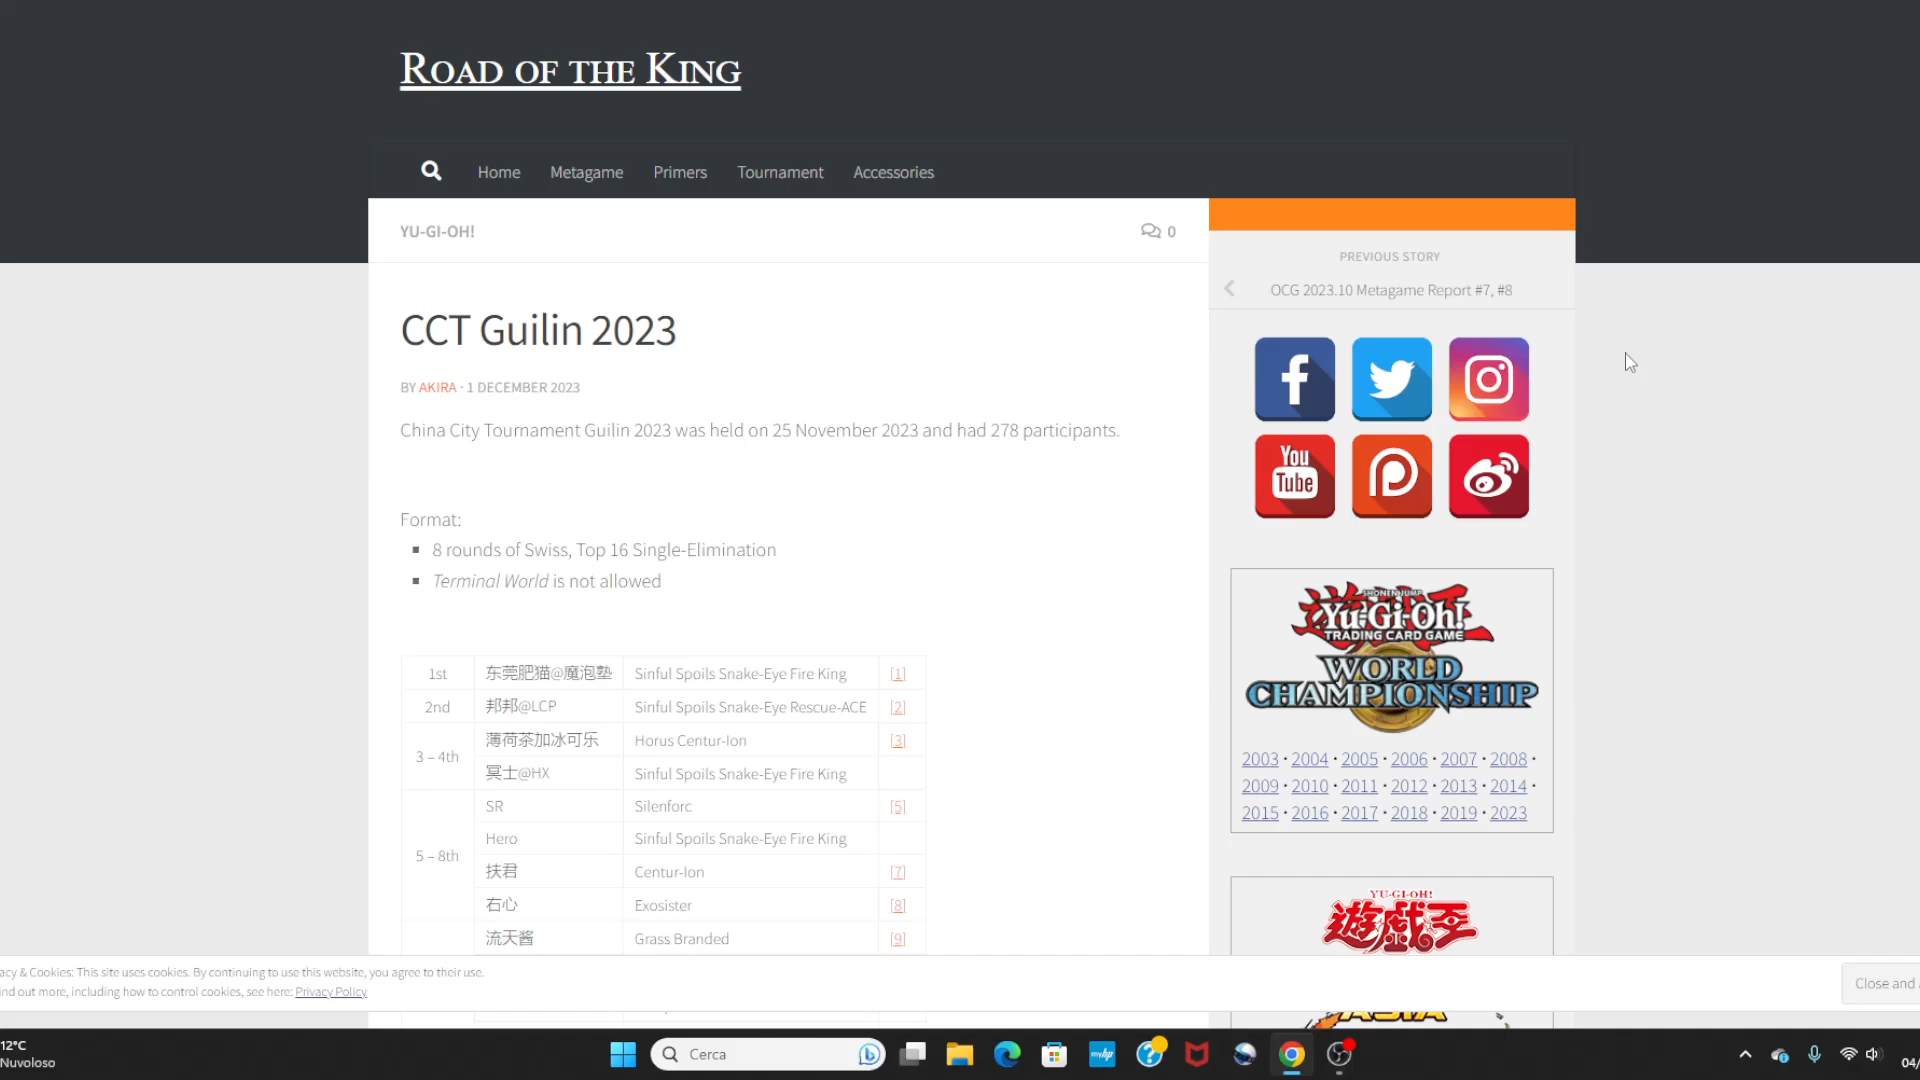 Road of the King
Home Metagame Primers Tournament Accessories
YU-GI-OH!
0
PREVIOUS STORY
OCG 2023.10 Metagame Report #7, #8
CCT Guilin 2023
BY AKIRA · 1 DECEMBER 2023
China City Tournament Guilin 2023 was held on 25 November 2023 and had 278 participants.
Format:
8 rounds of Swiss, Top 16 Single-Elimination
Terminal World is not allowed
1st 东莞肥猫@魔泡塾 Sinful Spoils Snake-Eye Fire King [1]
2nd 邦邦@LCP Sinful Spoils Snake-Eye Rescue-ACE [2]
3 – 4th
薄荷茶加冰可乐 Horus Centur-Ion [3]
冥士@HX Sinful Spoils Snake-Eye Fire King
5 – 8th
SR Silenforc [5]
Hero Sinful Spoils Snake-Eye Fire King
扶君 Centur-Ion [7]
右心 Exosister [8]
流天酱 Grass Branded [9]
You
Tube
SHONEN JUMP
Yu-Gi-Oh!
TRADING CARD GAME
WORLD
CHAMPIONSHIP
2003 · 2004 · 2005 · 2006 · 2007 · 2008 ·
2009 · 2010 · 2011 · 2012 · 2013 · 2014 ·
2015 · 2016 · 2017 · 2018 · 2019 · 2023
YU-GI-OH!
遊戯王
ASIA
acy & Cookies: This site uses cookies. By continuing to use this website, you agree to their use.
ind out more, including how to control cookies, see here: Privacy Policy
Close and
12°C
Nuvoloso
Cerca
myhp
04/